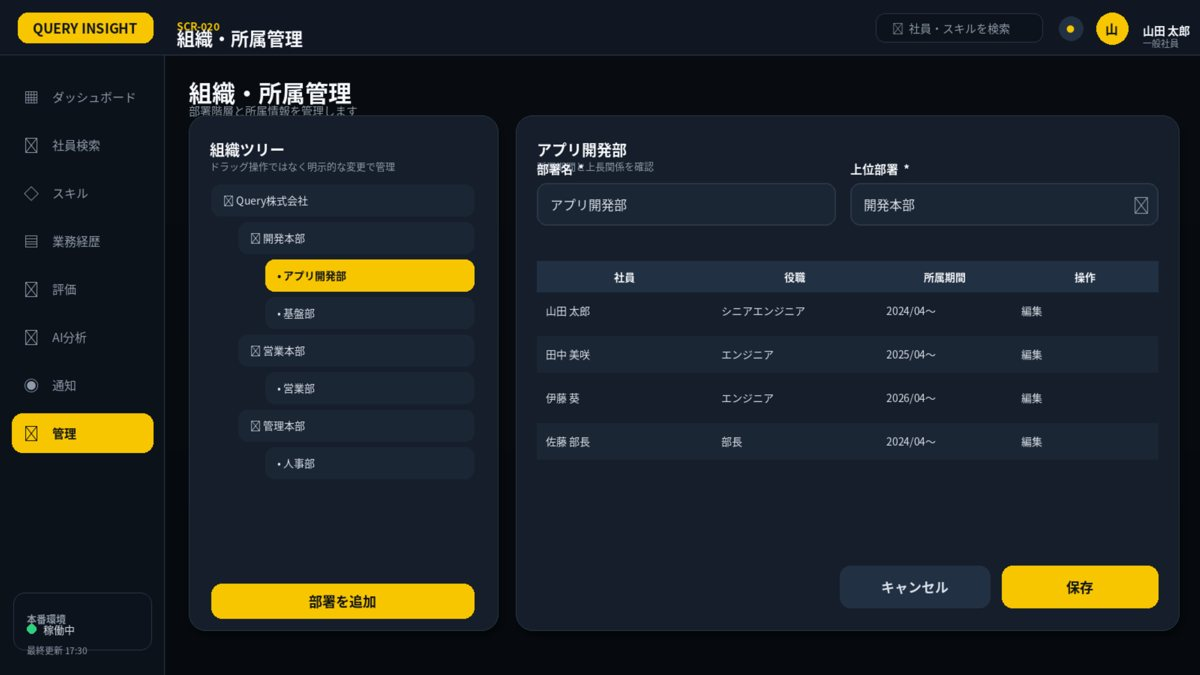 QUERY INSIGHT
SCR-020
組織・所属管理
社員・スキルを検索
山
山田 太郎
一般社員
ダッシュボード
社員検索
スキル
業務経歴
評価
AI分析
通知
管理
本番環境
稼働中
最終更新 17:30
組織・所属管理
部署階層と所属情報を管理します
組織ツリー
ドラッグ操作ではなく明示的な変更で管理
Query株式会社
開発本部
• アプリ開発部
• 基盤部
営業本部
• 営業部
管理本部
• 人事部
部署を追加
アプリ開発部
と上長関係を確認
部署名 *
上位部署 *
アプリ開発部
開発本部
社員 役職 所属期間 操作
山田 太郎 シニアエンジニア 2024/04〜 編集
田中 美咲 エンジニア 2025/04〜 編集
伊藤 葵 エンジニア 2026/04〜 編集
佐藤 部長 部長 2024/04〜 編集
キャンセル
保存